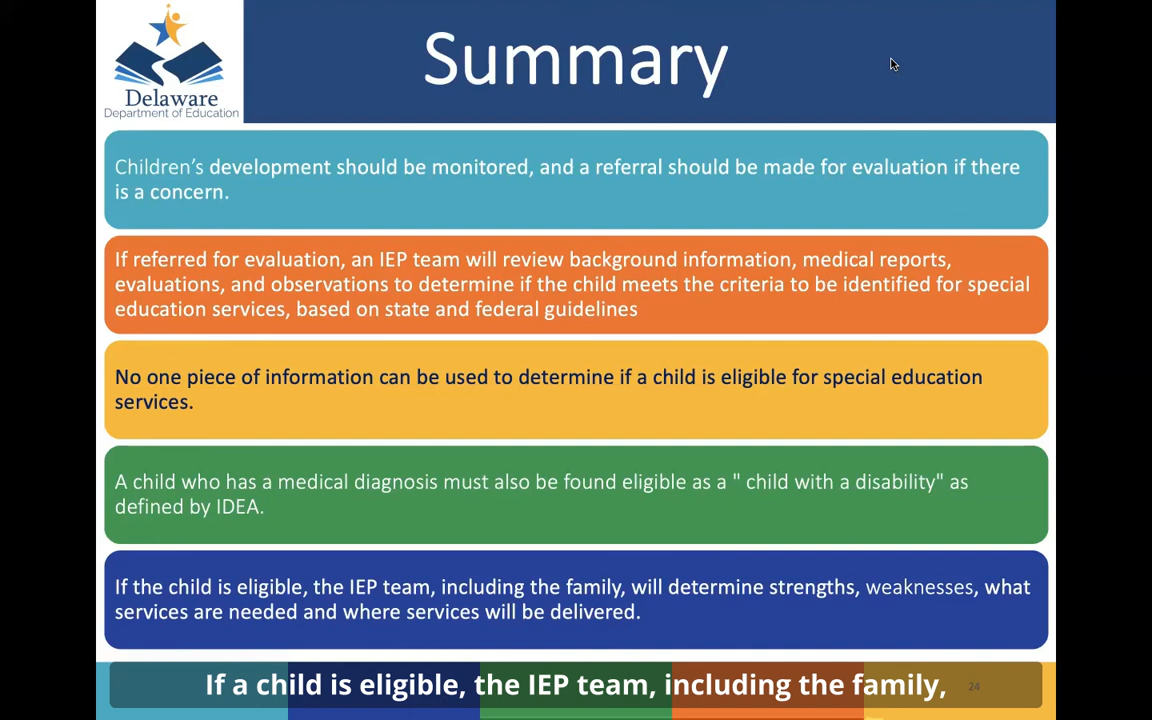 Summary
Delaware
Department of Education
Children's development should be monitored, and a referral should be made for evaluation if there
is a concern.
If referred for evaluation, an IEP team will review background information, medical reports,
evaluations, and observations to determine if the child meets the criteria to be identified for special
education services, based on state and federal guidelines
No one piece of information can be used to determine if a child is eligible for special education
services.
A child who has a medical diagnosis must also be found eligible as a " child with a disability" as
defined by IDEA.
If the child is eligible, the IEP team, including the family, will determine strengths, weaknesses, what
services are needed and where services will be delivered.
If a child is eligible, the IEP team, including the family,
24